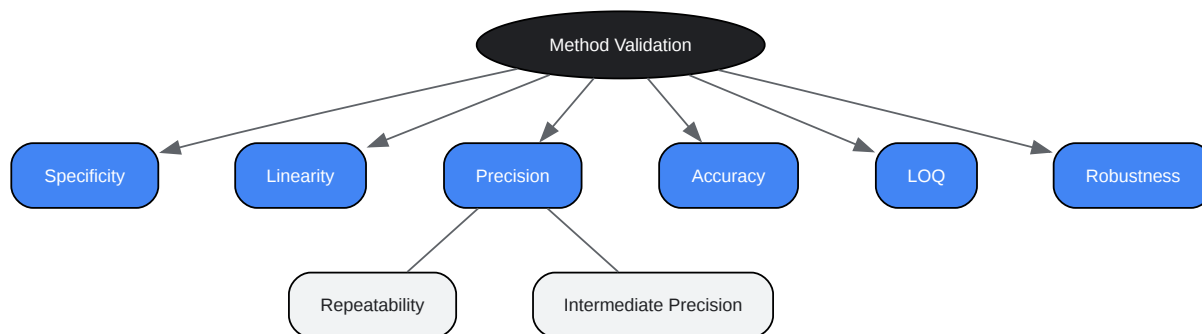 Method Validation
Specificity
Linearity
Precision
Accuracy
LOQ
Robustness
Repeatability
Intermediate Precision